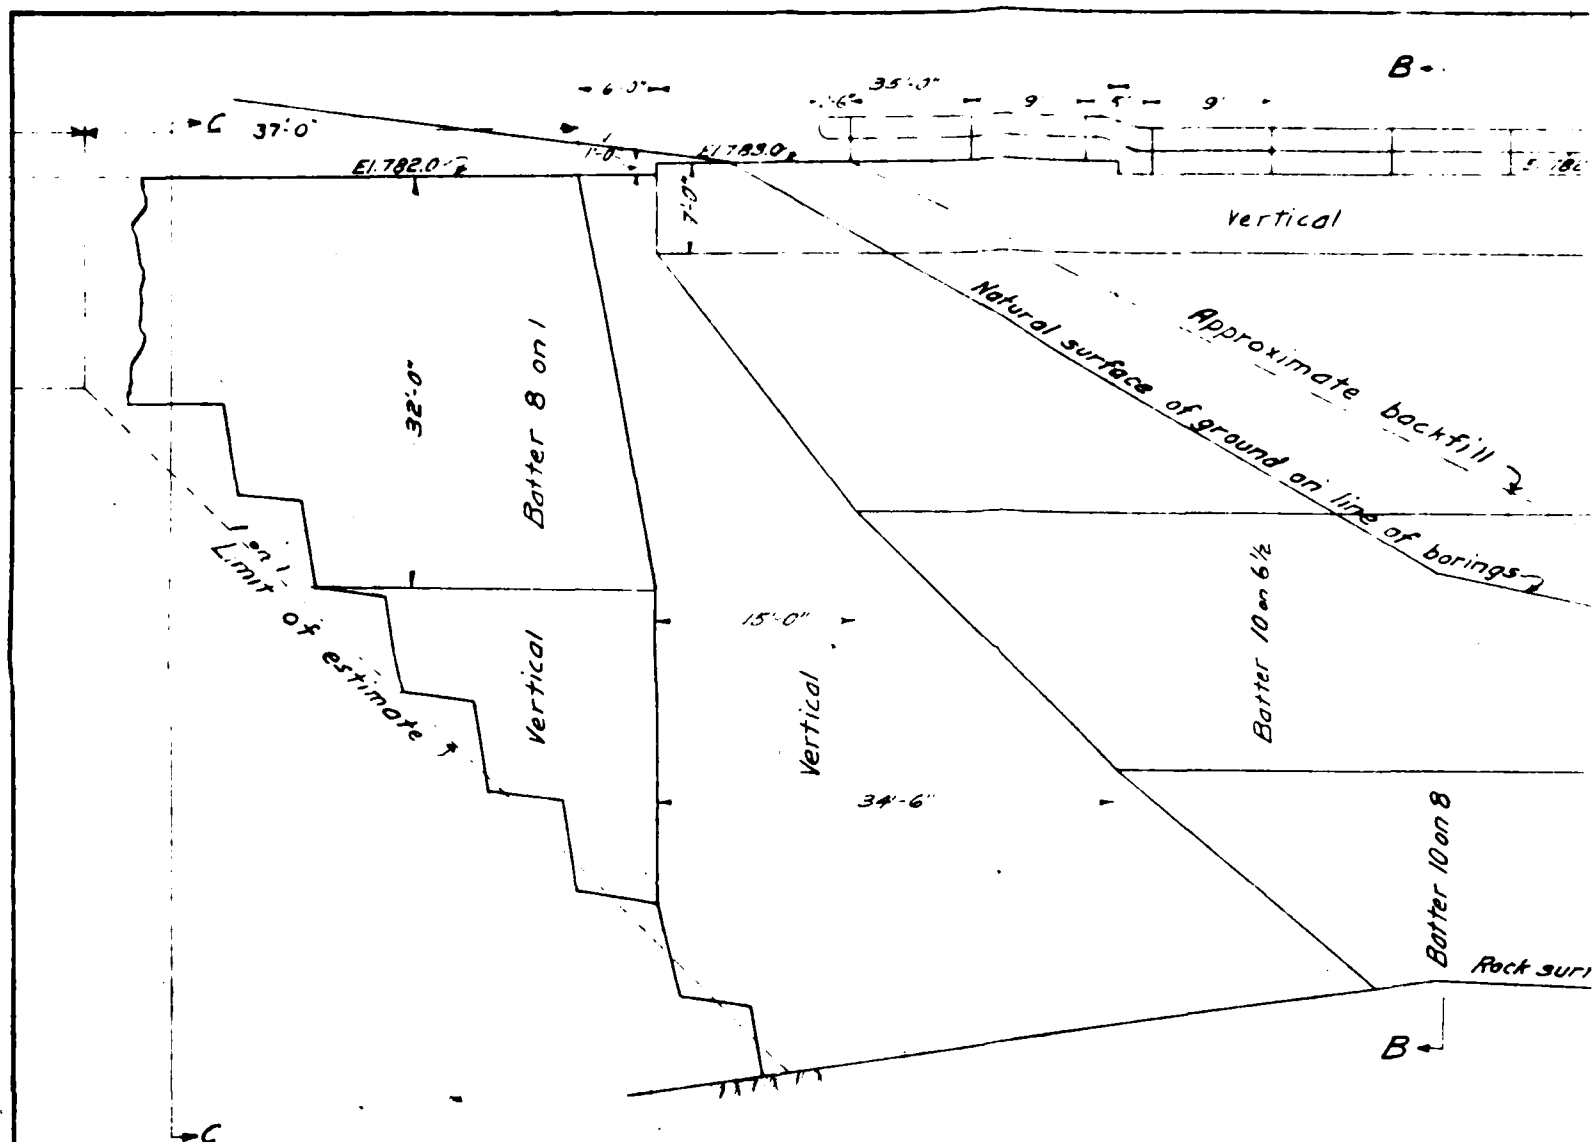 B
6'-0"
35'-0"
9'
5'
9'
C
37'-0"
1'-0"
El. 783.0
El. 782.0
7'-0"
Vertical
Natural surface of ground on line of borings
Approximate backfill
32'-0"
Batter 8 on 1
1 on 1
Limit of estimate
Vertical
15'-0"
Vertical
Batter 10 on 6½
34'-6"
Batter 10 on 8
Rock
B
C